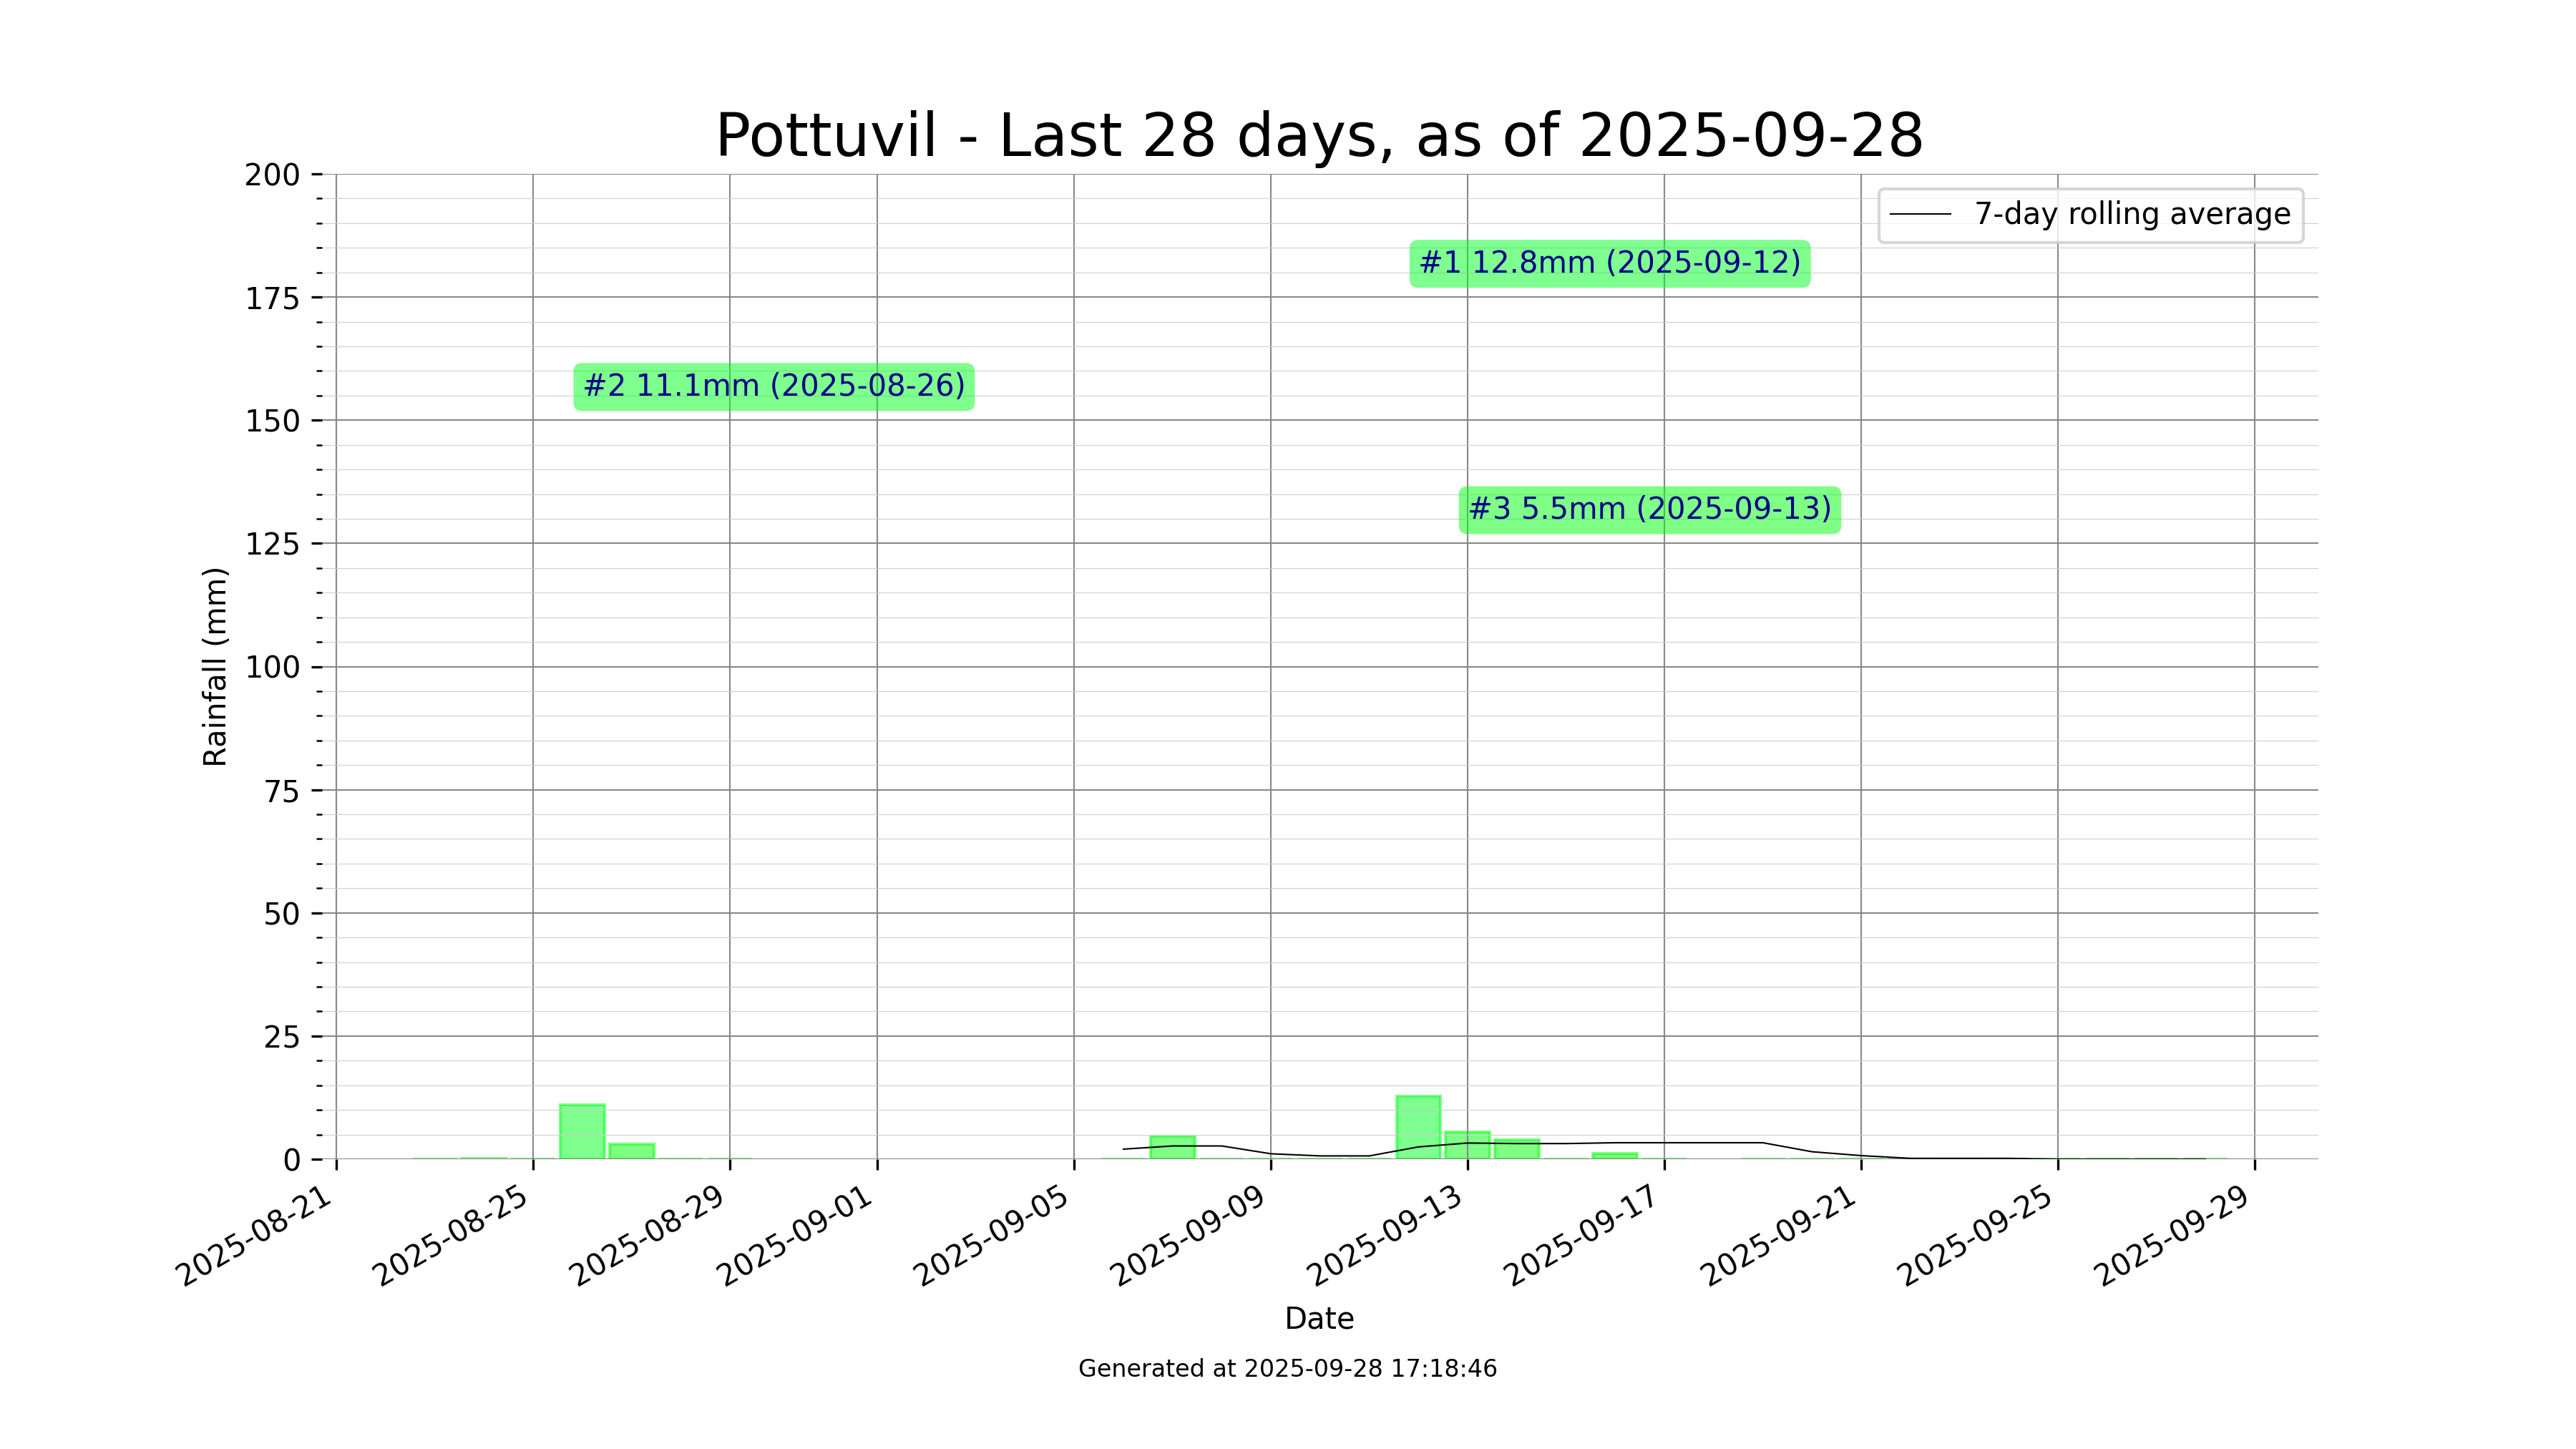 Pottuvil - Last 28 days, as of 2025-09-28
7-day rolling average
#1 12.8mm (2025-09-12)
#2 11.1mm (2025-08-26)
#3 5.5mm (2025-09-13)
Rainfall (mm)
200
175
150
125
100
75
50
25
0
2025-08-21
2025-08-25
2025-08-29
2025-09-01
2025-09-05
2025-09-09
2025-09-13
2025-09-17
2025-09-21
2025-09-25
2025-09-29
Date
Generated at 2025-09-28 17:18:46